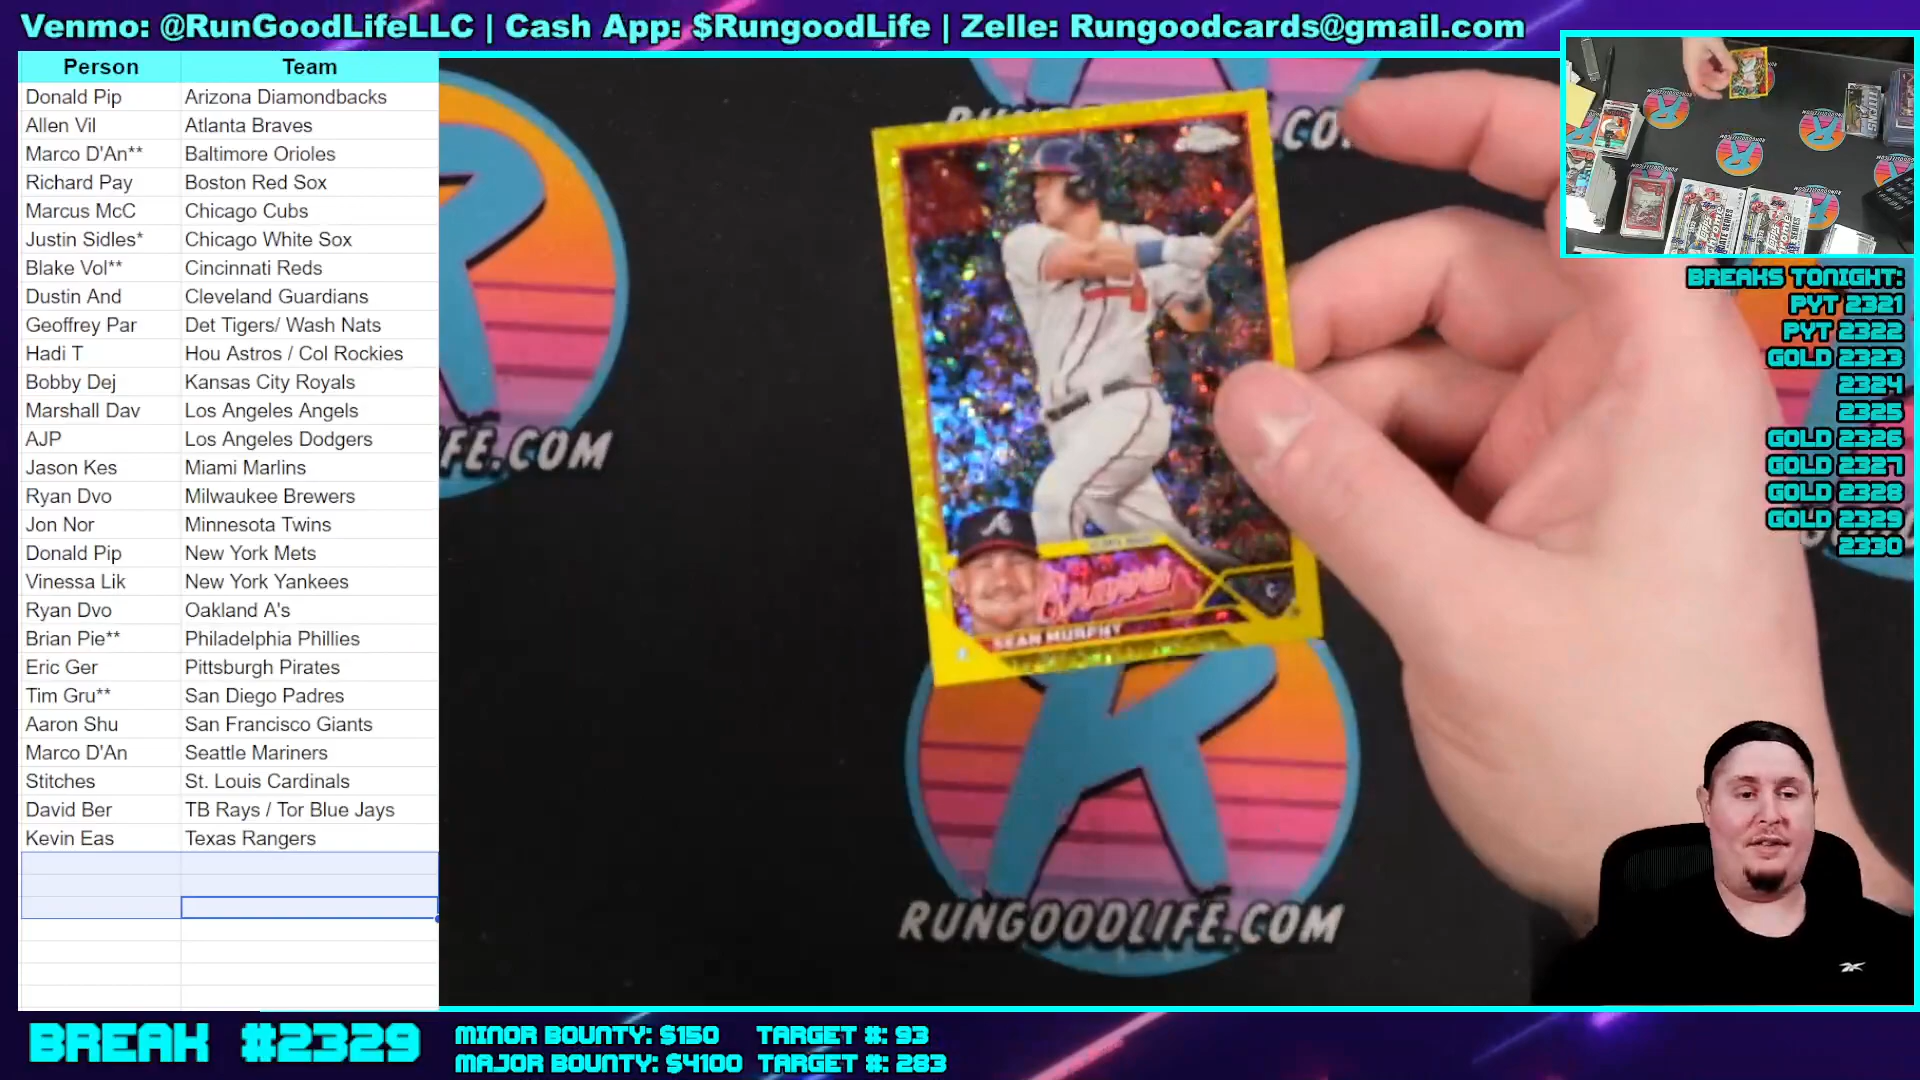 Venmo: @RunGoodLifeLLC | Cash App: $RungoodLife | Zelle: Rungoodcards@gmail.com
Person Team
Donald Pip Arizona Diamondbacks
Allen Vil Atlanta Braves
Marco D'An** Baltimore Orioles
Richard Pay Boston Red Sox
Marcus McC Chicago Cubs
Justin Sidles* Chicago White Sox
Blake Vol** Cincinnati Reds
Dustin And Cleveland Guardians
Geoffrey Par Det Tigers/ Wash Nats
Hadi T Hou Astros / Col Rockies
Bobby Dej Kansas City Royals
Marshall Dav Los Angeles Angels
AJP Los Angeles Dodgers
Jason Kes Miami Marlins
Ryan Dvo Milwaukee Brewers
Jon Nor Minnesota Twins
Donald Pip New York Mets
Vinessa Lik New York Yankees
Ryan Dvo Oakland A's
Brian Pie** Philadelphia Phillies
Eric Ger Pittsburgh Pirates
Tim Gru** San Diego Padres
Aaron Shu San Francisco Giants
Marco D'An Seattle Mariners
Stitches St. Louis Cardinals
David Ber TB Rays / Tor Blue Jays
Kevin Eas Texas Rangers
FE.COM
Braves
C
SEAN MURPHY
RUNGOODLIFE.COM
BREAKS TONIGHT:
PYT 2321
PYT 2322
GOLD 2323
2324
2325
GOLD 2326
GOLD 2327
GOLD 2328
GOLD 2329
2330
BREAK #2329
MINOR BOUNTY: $150 TARGET #: 93
MAJOR BOUNTY: $4100 TARGET #: 283